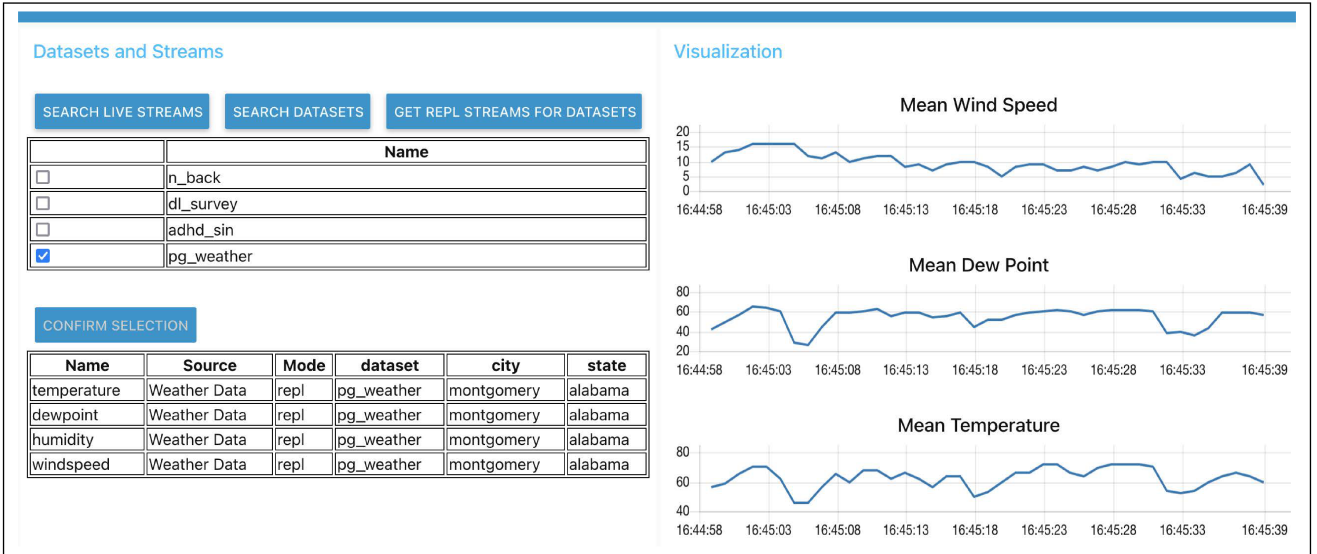 Datasets and Streams
SEARCH LIVE STREAMS SEARCH DATASETS GET REPL STREAMS FOR DATASETS
Name
n_back
dl_survey
adhd_sin
pg_weather
CONFIRM SELECTION
Name Source Mode dataset city state
temperature Weather Data repl pg_weather montgomery alabama
dewpoint Weather Data repl pg_weather montgomery alabama
humidity Weather Data repl pg_weather montgomery alabama
windspeed Weather Data repl pg_weather montgomery alabama
Visualization
Mean Wind Speed
20
15
10
5
0
16:44:58 16:45:03 16:45:08 16:45:13 16:45:18 16:45:23 16:45:28 16:45:33 16:45:39
Mean Dew Point
80
60
40
20
16:44:58 16:45:03 16:45:08 16:45:13 16:45:18 16:45:23 16:45:28 16:45:33 16:45:39
Mean Temperature
80
60
40
16:44:58 16:45:03 16:45:08 16:45:13 16:45:18 16:45:23 16:45:28 16:45:33 16:45:39